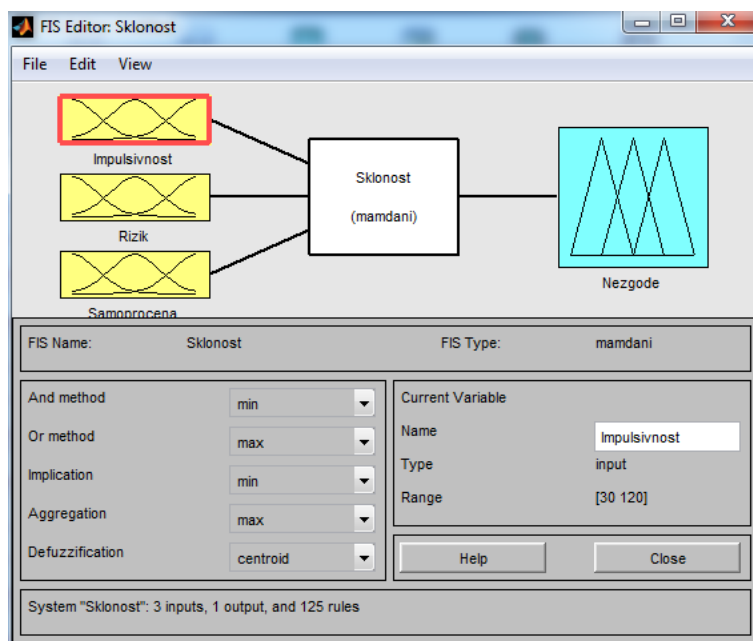 FIS Editor: Sklonost
File Edit View
Impulsivnost
Rizik
Samoprocena
Sklonost
(mamdani)
Nezgode
FIS Name: Sklonost FIS Type: mamdani
And method min
Or method max
Implication min
Aggregation max
Defuzzification centroid
Current Variable
Name Impulsivnost
Type input
Range [30 120]
Help Close
System "Sklonost": 3 inputs, 1 output, and 125 rules